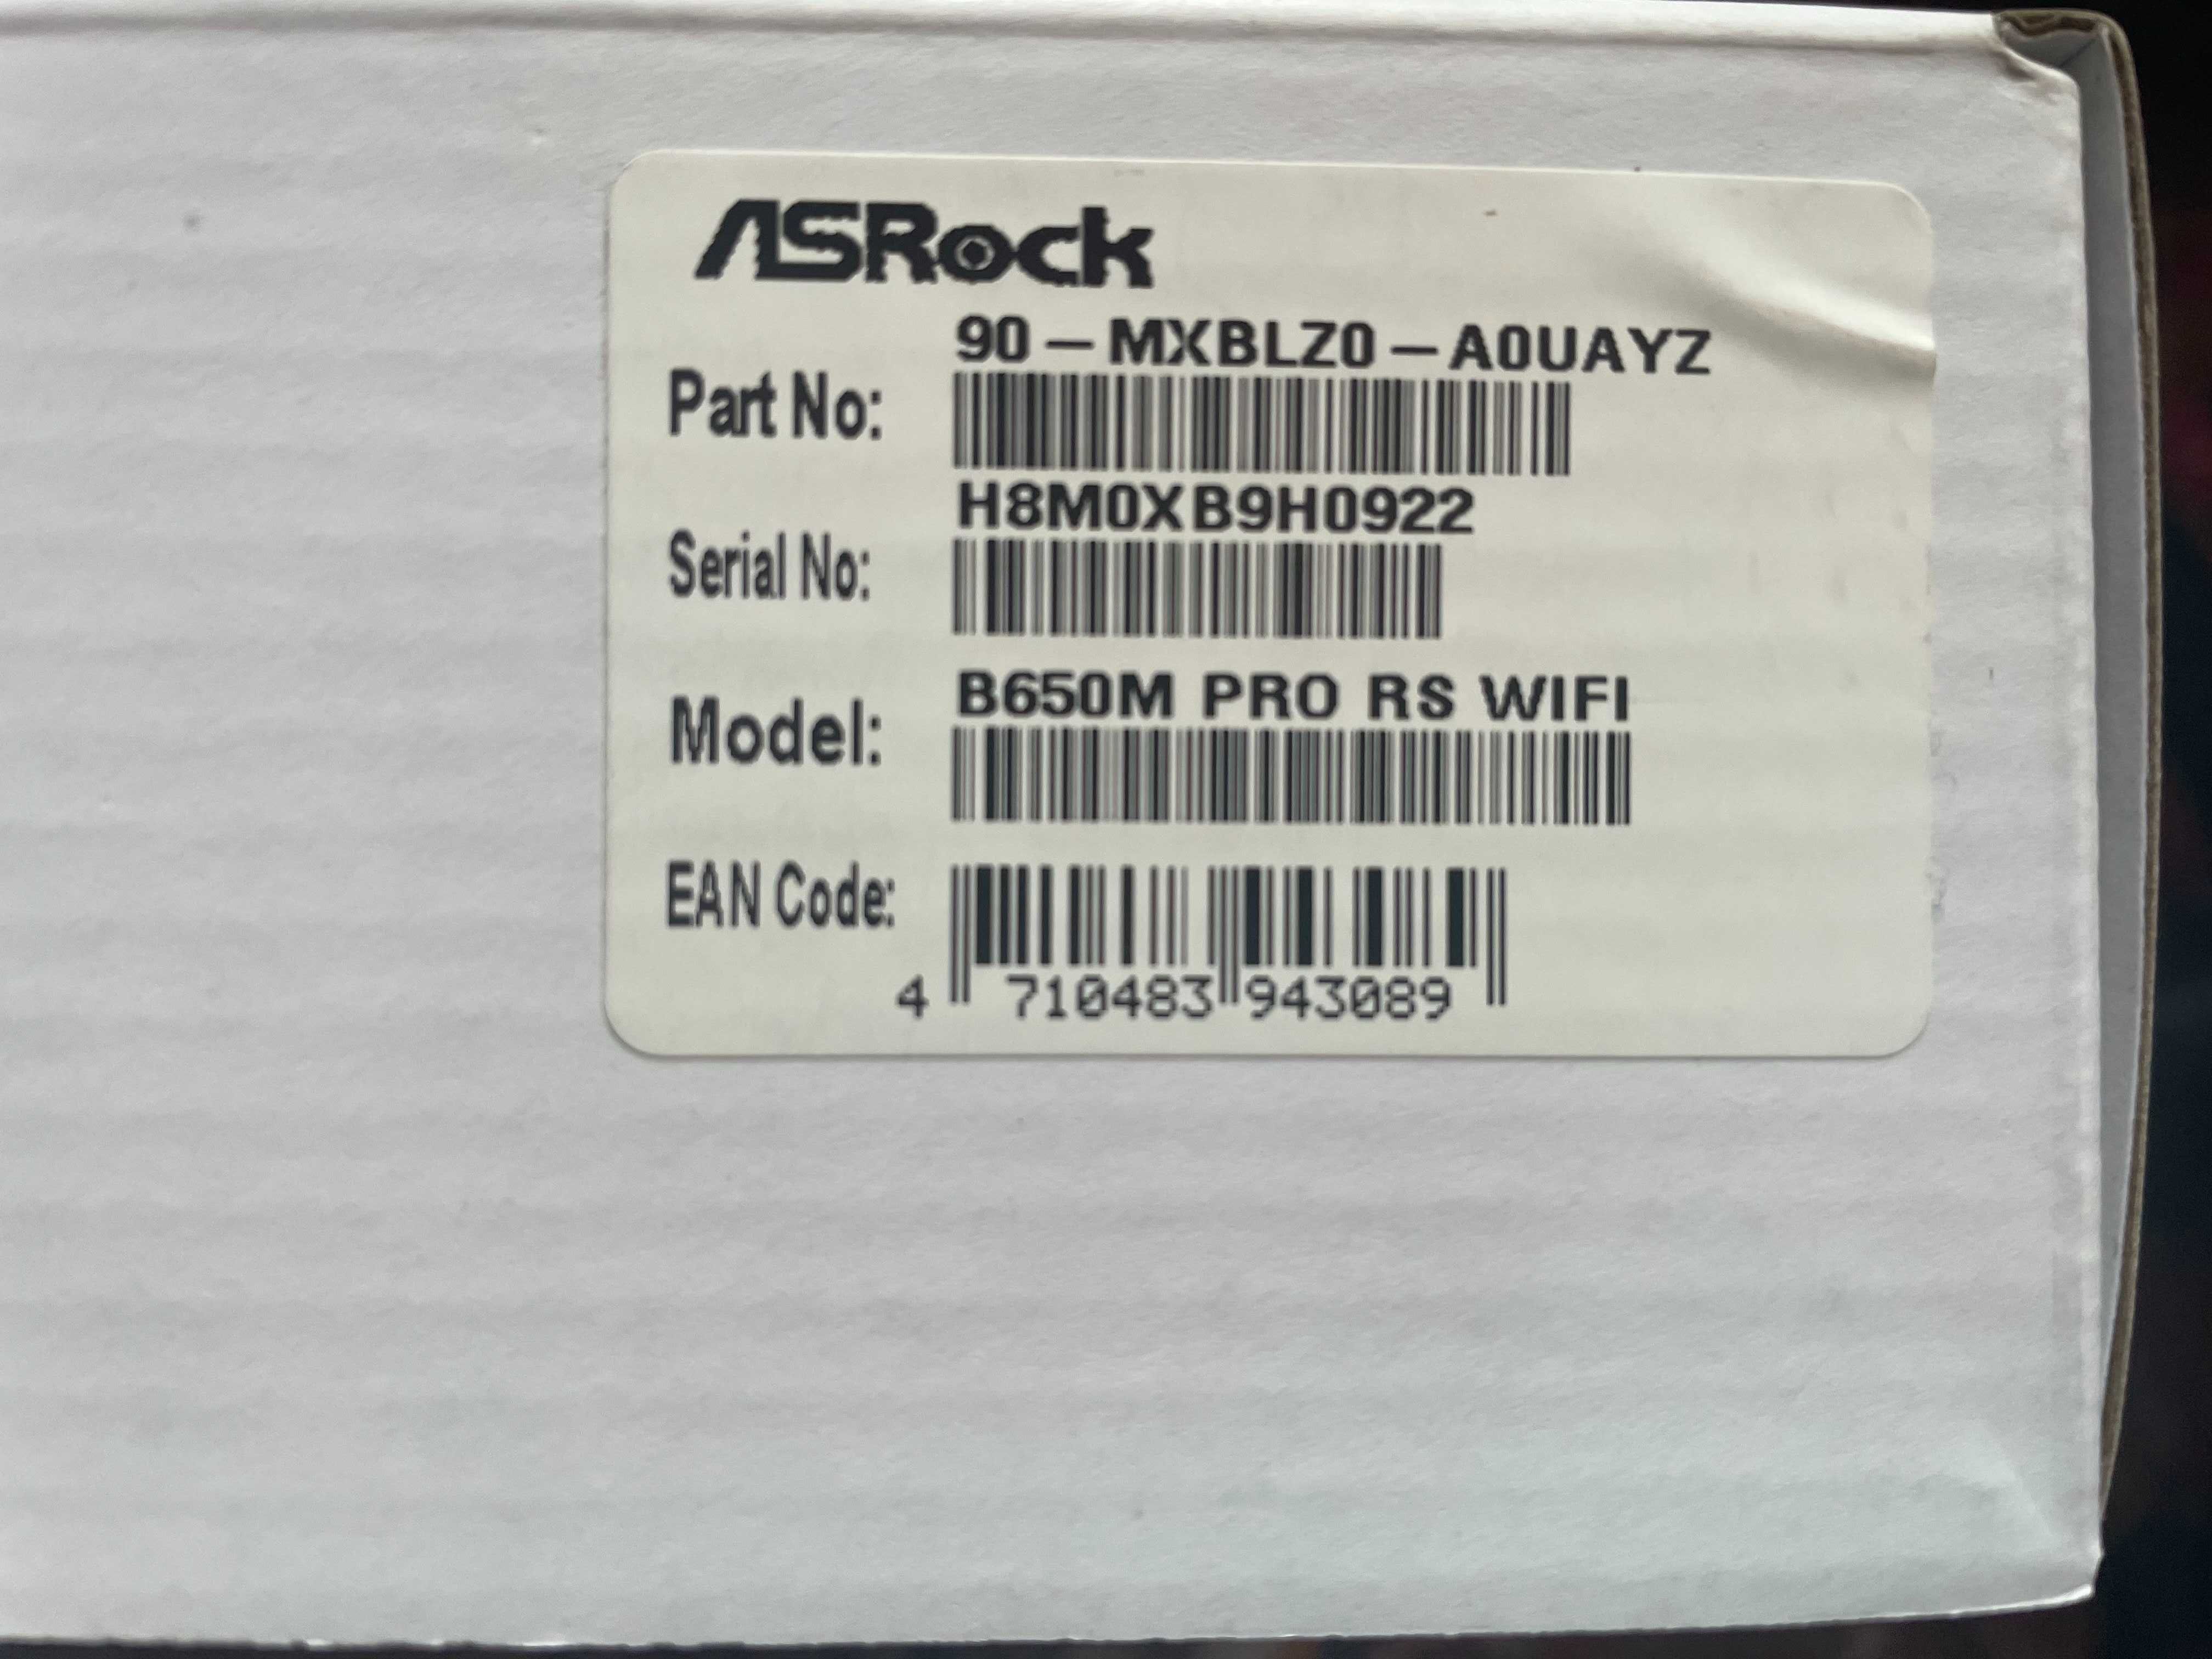 ASRock
90-MXBLZ0-A0UAYZ
Part No:
H8M0XB9H0922
Serial No:
B650M PRO RS WIFI
Model:
EAN Code:
4 710483 943089